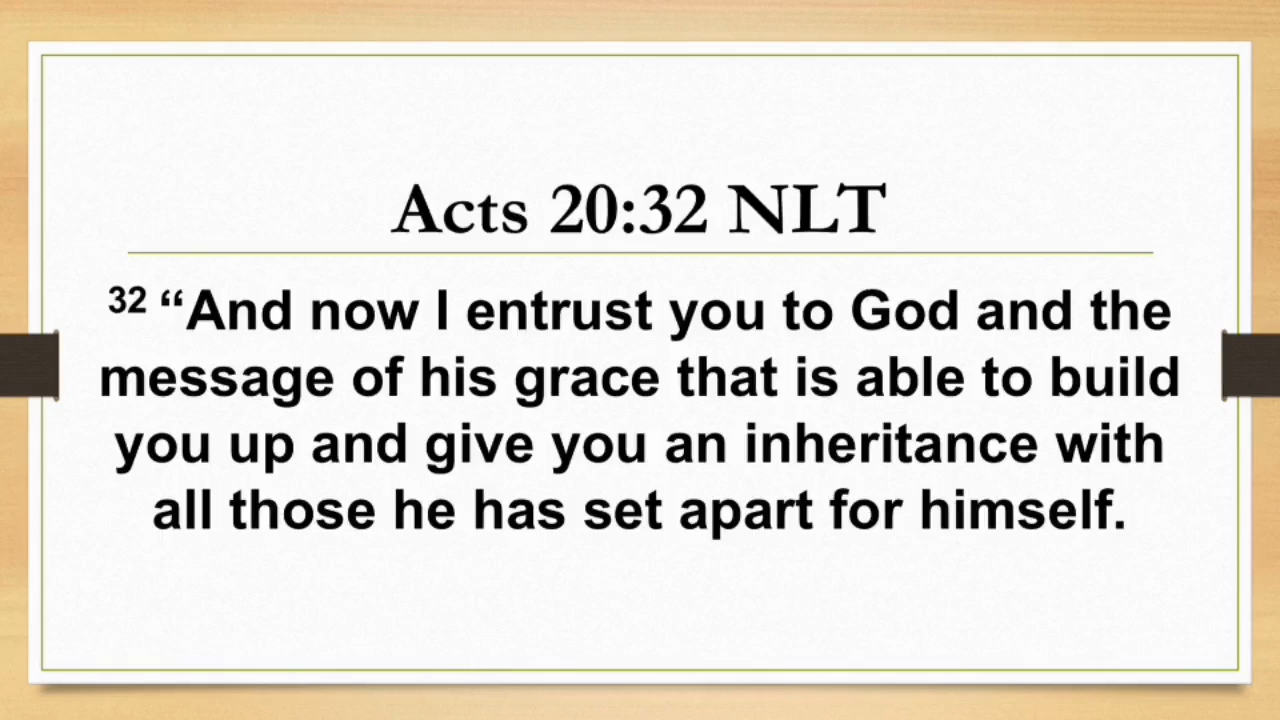 Acts 20:32 NLT
32 “And now I entrust you to God and the
message of his grace that is able to build
you up and give you an inheritance with
all those he has set apart for himself.